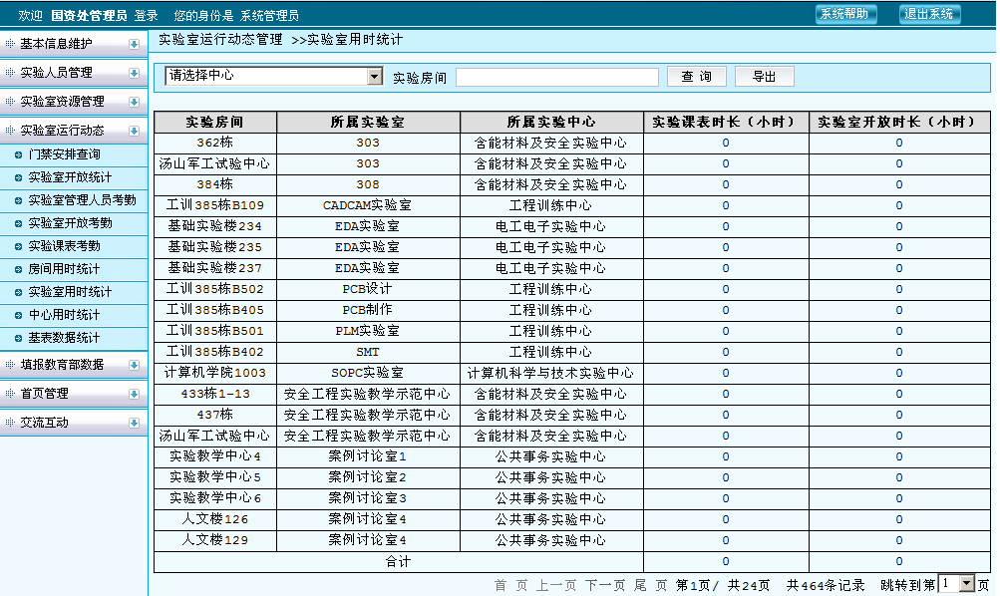 欢迎 国资处管理员 登录 您的身份是 系统管理员 系统帮助 退出系统
基本信息维护
实验人员管理
实验室资源管理
实验室运行动态
门禁安排查询
实验室开放统计
实验室管理人员考勤
实验室开放考勤
实验课表考勤
房间用时统计
实验室用时统计
中心用时统计
基表数据统计
填报教育部数据
首页管理
交流互动
实验室运行动态管理 >>实验室用时统计
请选择中心 实验房间 查 询 导出
实验房间 所属实验室 所属实验中心 实验课表时长（小时） 实验室开放时长（小时）
362栋 303 含能材料及安全实验中心 0 0
汤山军工试验中心 303 含能材料及安全实验中心 0 0
384栋 308 含能材料及安全实验中心 0 0
工训385栋B109 CADCAM实验室 工程训练中心 0 0
基础实验楼234 EDA实验室 电工电子实验中心 0 0
基础实验楼235 EDA实验室 电工电子实验中心 0 0
基础实验楼237 EDA实验室 电工电子实验中心 0 0
工训385栋B502 PCB设计 工程训练中心 0 0
工训385栋B405 PCB制作 工程训练中心 0 0
工训385栋B501 PLM实验室 工程训练中心 0 0
工训385栋B402 SMT 工程训练中心 0 0
计算机学院1003 SOPC实验室 计算机科学与技术实验中心 0 0
433栋1-13 安全工程实验教学示范中心 含能材料及安全实验中心 0 0
437栋 安全工程实验教学示范中心 含能材料及安全实验中心 0 0
汤山军工试验中心 安全工程实验教学示范中心 含能材料及安全实验中心 0 0
实验教学中心4 案例讨论室1 公共事务实验中心 0 0
实验教学中心5 案例讨论室2 公共事务实验中心 0 0
实验教学中心6 案例讨论室3 公共事务实验中心 0 0
人文楼126 案例讨论室4 公共事务实验中心 0 0
人文楼129 案例讨论室4 公共事务实验中心 0 0
合计 0 0
首 页 上一页 下一页 尾 页 第1页/ 共24页 共464条记录 跳转到第 1 页